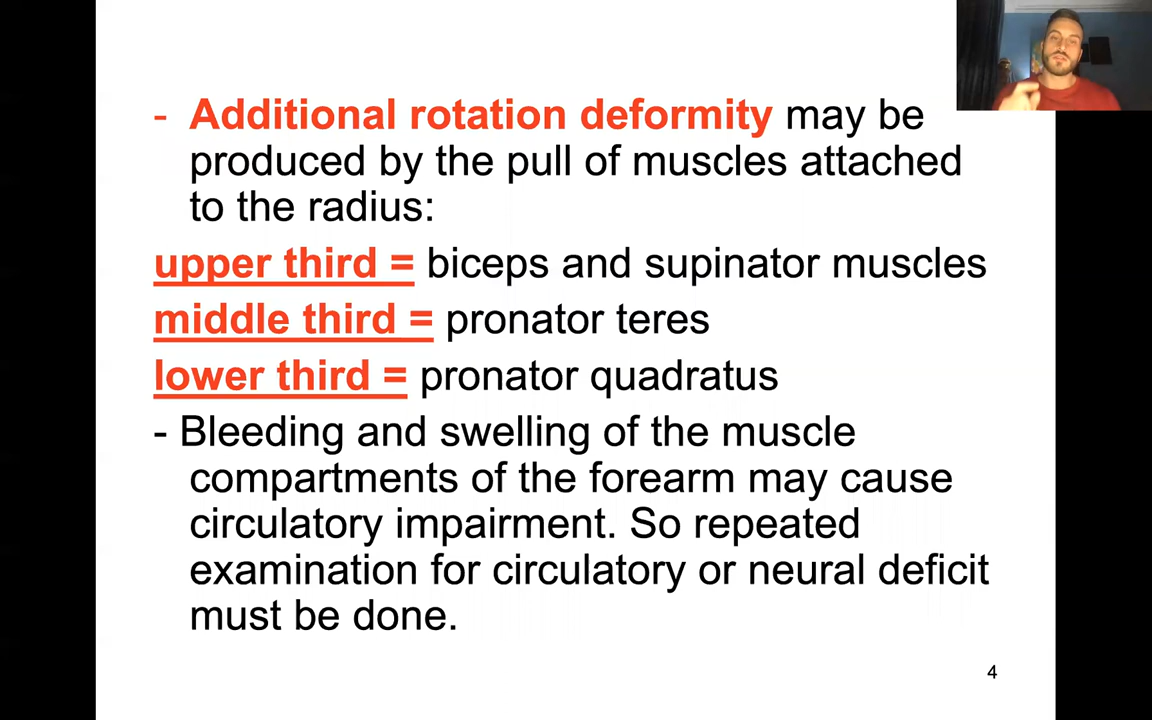 - Additional rotation deformity may be
produced by the pull of muscles attached
to the radius:
upper third = biceps and supinator muscles
middle third = pronator teres
lower third = pronator quadratus
- Bleeding and swelling of the muscle
compartments of the forearm may cause
circulatory impairment. So repeated
examination for circulatory or neural deficit
must be done.
4